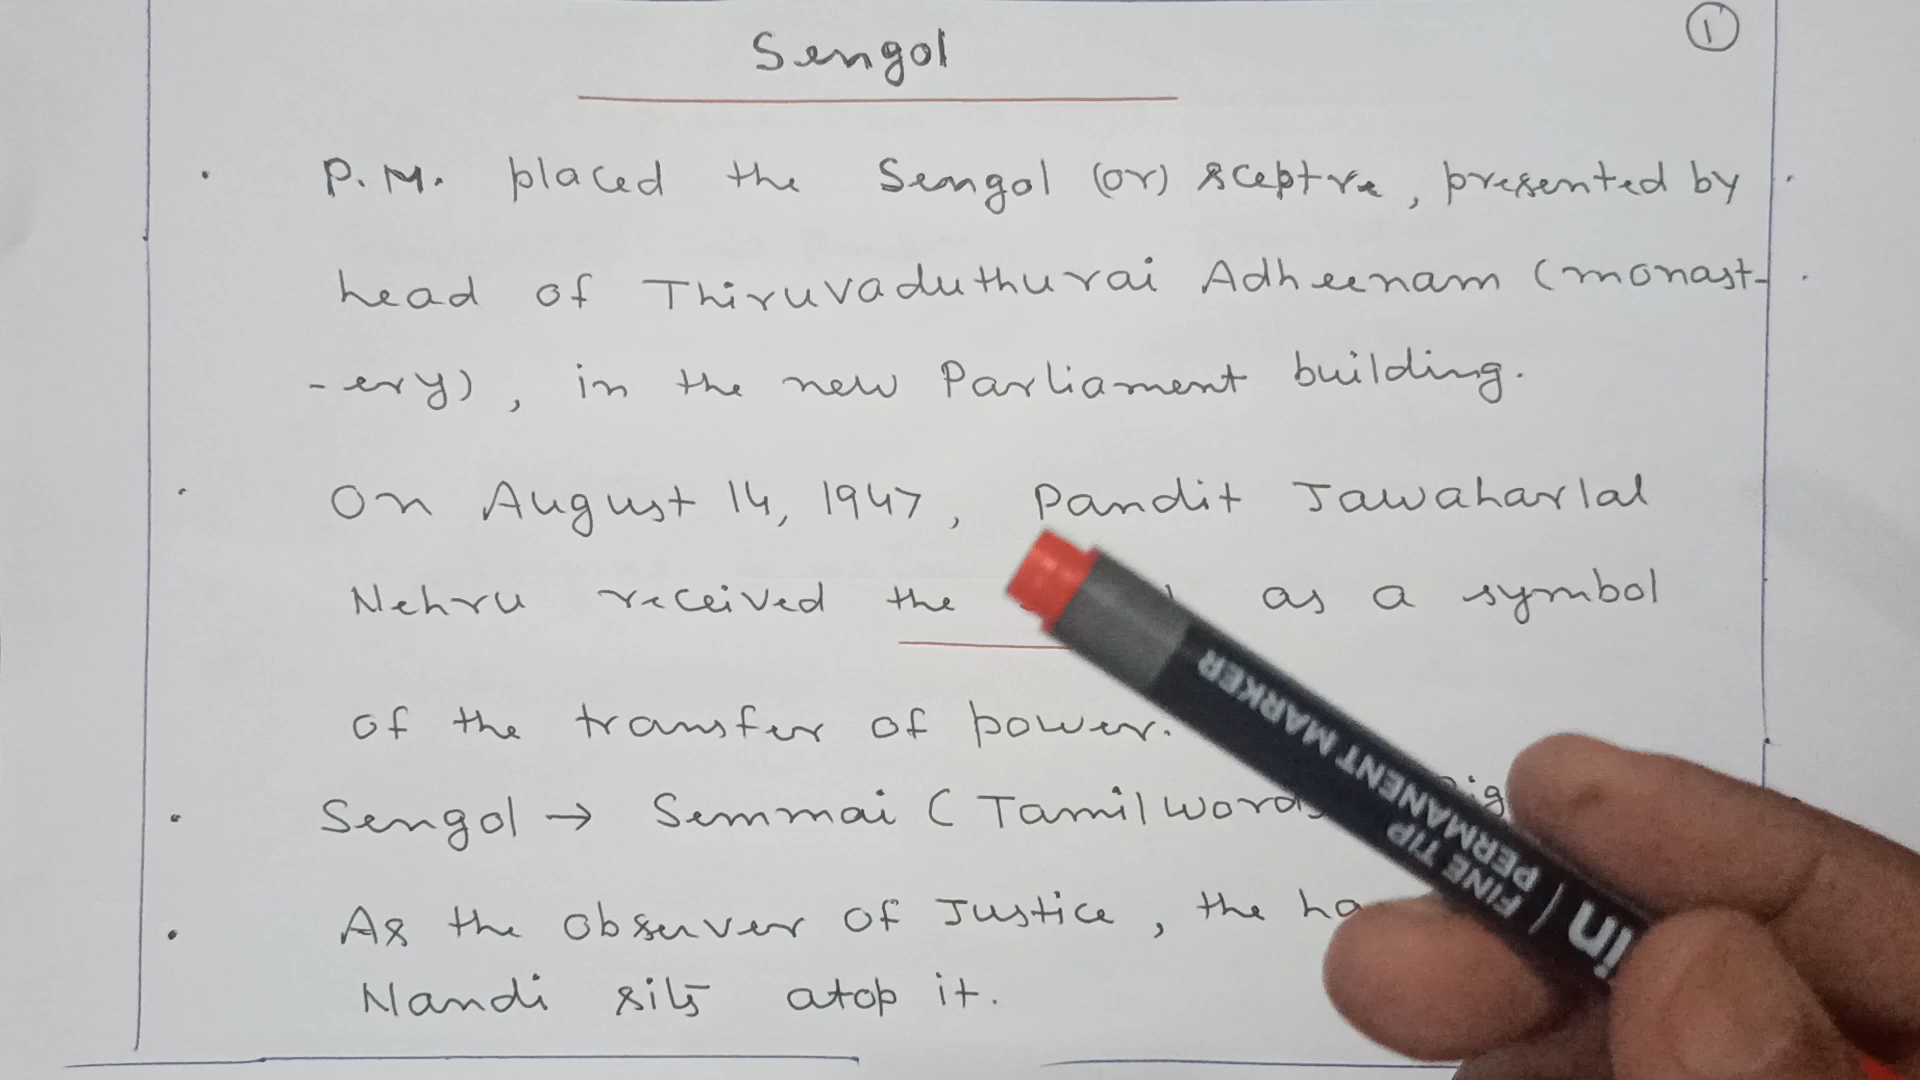 Sengol
1
P.M. placed the Sengol (or) sceptre, presented by
head of Thiruvaduthurai Adheenam (monast-
-ery), in the new Parliament building.
On August 14, 1947, Pandit Jawaharlal
Nehru received the as a symbol
of the transfer of power.
Sengol → Semmai (Tamil word
As the observer of Justice, the
Nandi sits atop it.
FINE TIP
PERMANENT MARKER
in